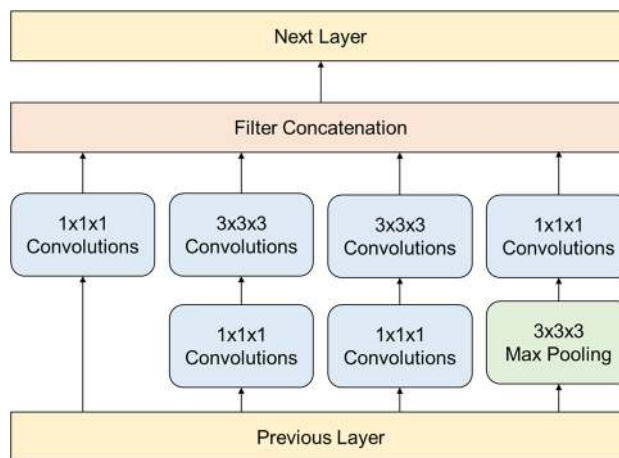 Next Layer
Filter Concatenation
1x1x1
Convolutions
3x3x3
Convolutions
3x3x3
Convolutions
1x1x1
Convolutions
1x1x1
Convolutions
1x1x1
Convolutions
3x3x3
Max Pooling
Previous Layer